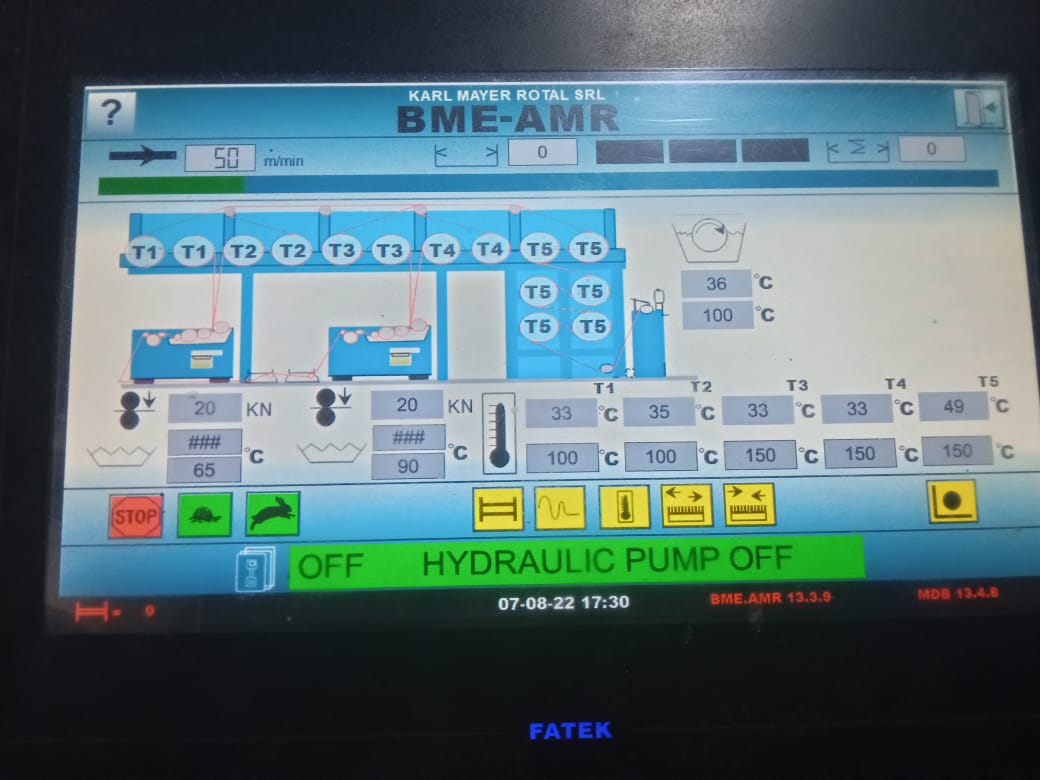 ?
KARL MAYER ROTAL SRL
BME-AMR
50 m/min 0 Σ 0
T1 T1 T2 T2 T3 T3 T4 T4 T5 T5
T5 T5
T5 T5
36 °C
100 °C
T1 T2 T3 T4 T5
20 KN 20 KN 33 °C 35 °C 33 °C 33 °C 49 °C
### ###
65 °C 90 °C 100 °C 100 °C 150 °C 150 °C 150 °C
STOP
OFF HYDRAULIC PUMP OFF
0 07-08-22 17:30 BME.AMR 13.3.9 MDB 13.4.8
FATEK